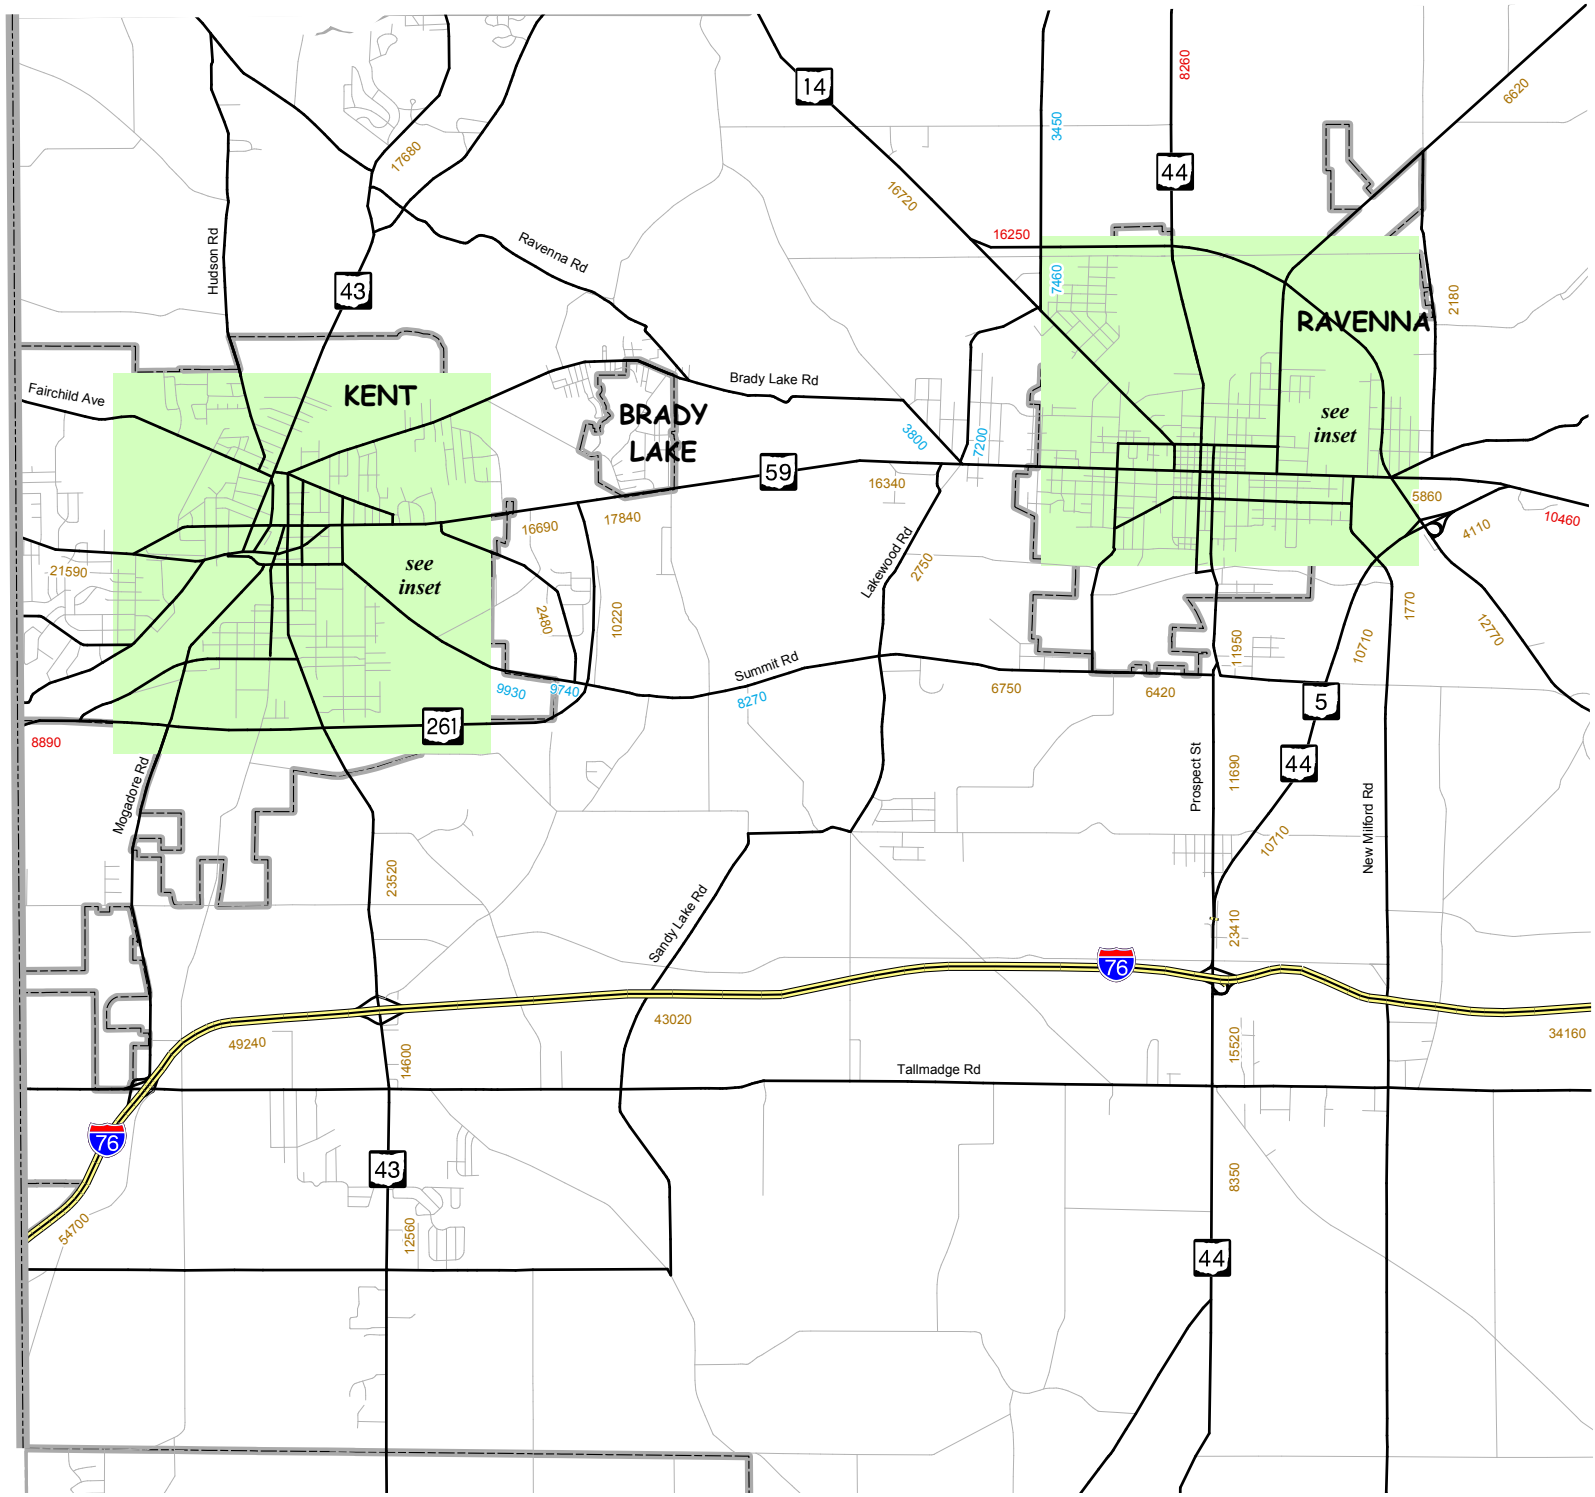 14
8260
6620
3450
17680
44
16720
Ravenna Rd
16250
Hudson Rd
43
7460
2180
RAVENNA
Brady Lake Rd
Fairchild Ave
KENT
BRADY
LAKE
see
inset
3800
7200
59
16340
17840
16690
5860
10460
4110
Lakewood Rd
2750
see
inset
21590
2480
10220
1770
12770
10710
11950
Summit Rd
9930
9740
8270
6750
6420
5
261
8890
44
Mogadore Rd
Prospect St
11690
New Milford Rd
10710
23520
Sandy Lake Rd
23410
76
43020
34160
49240
14600
15520
Tallmadge Rd
76
43
8350
54700
12560
44